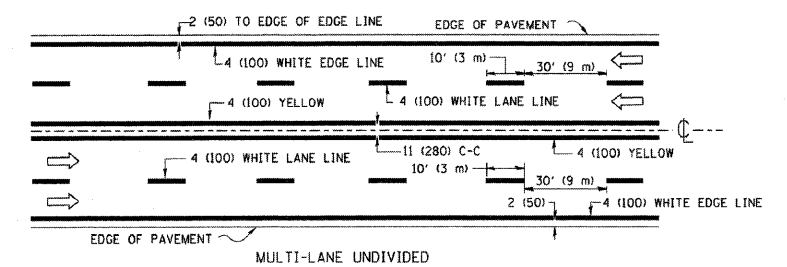 2 (50) TO EDGE OF EDGE LINE
EDGE OF PAVEMENT
4 (100) WHITE EDGE LINE
10' (3 m)
30' (9 m)
4 (100) YELLOW
4 (100) WHITE LANE LINE
CL
4 (100) WHITE LANE LINE
11 (280) C-C
4 (100) YELLOW
10' (3 m)
30' (9 m)
2 (50)
4 (100) WHITE EDGE LINE
EDGE OF PAVEMENT
MULTI-LANE UNDIVIDED